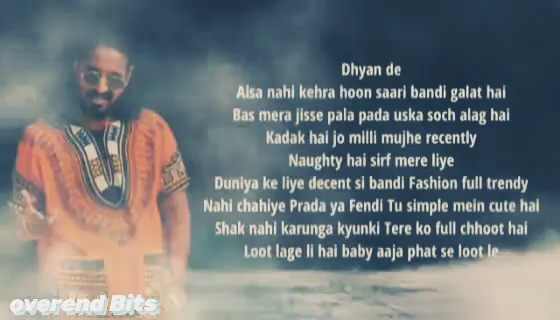 Dhyan de
Aisa nahi kehra hoon saari bandi galat hai
Bas mera jisse pala pada uska soch alag hai
Kadak hai jo milli mujhe recently
Naughty hai sirf mere liye
Duniya ke liye decent si bandi Fashion full trendy
Nahi chahiye Prada ya Fendi Tu simple mein cute hai
Shak nahi karunga kyunki Tere ko full chhoot hai
Loot lage li hai baby aaja phat se loot le
overend Bits